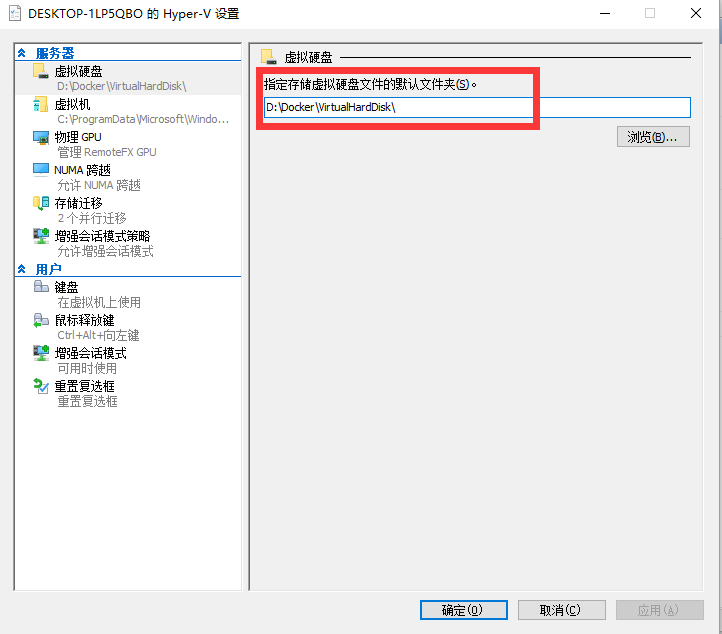 DESKTOP-1LP5QBO 的 Hyper-V 设置
服务器
虚拟硬盘
D:\Docker\VirtualHardDisk\
虚拟机
C:\ProgramData\Microsoft\Windo...
物理 GPU
管理 RemoteFX GPU
NUMA 跨越
允许 NUMA 跨越
存储迁移
2 个并行迁移
增强会话模式策略
允许增强会话模式
用户
键盘
在虚拟机上使用
鼠标释放键
Ctrl+Alt+向左键
增强会话模式
可用时使用
重置复选框
重置复选框
虚拟硬盘
指定存储虚拟硬盘文件的默认文件夹(S)。
D:\Docker\VirtualHardDisk\
浏览(B)...
确定(O)
取消(C)
应用(A)